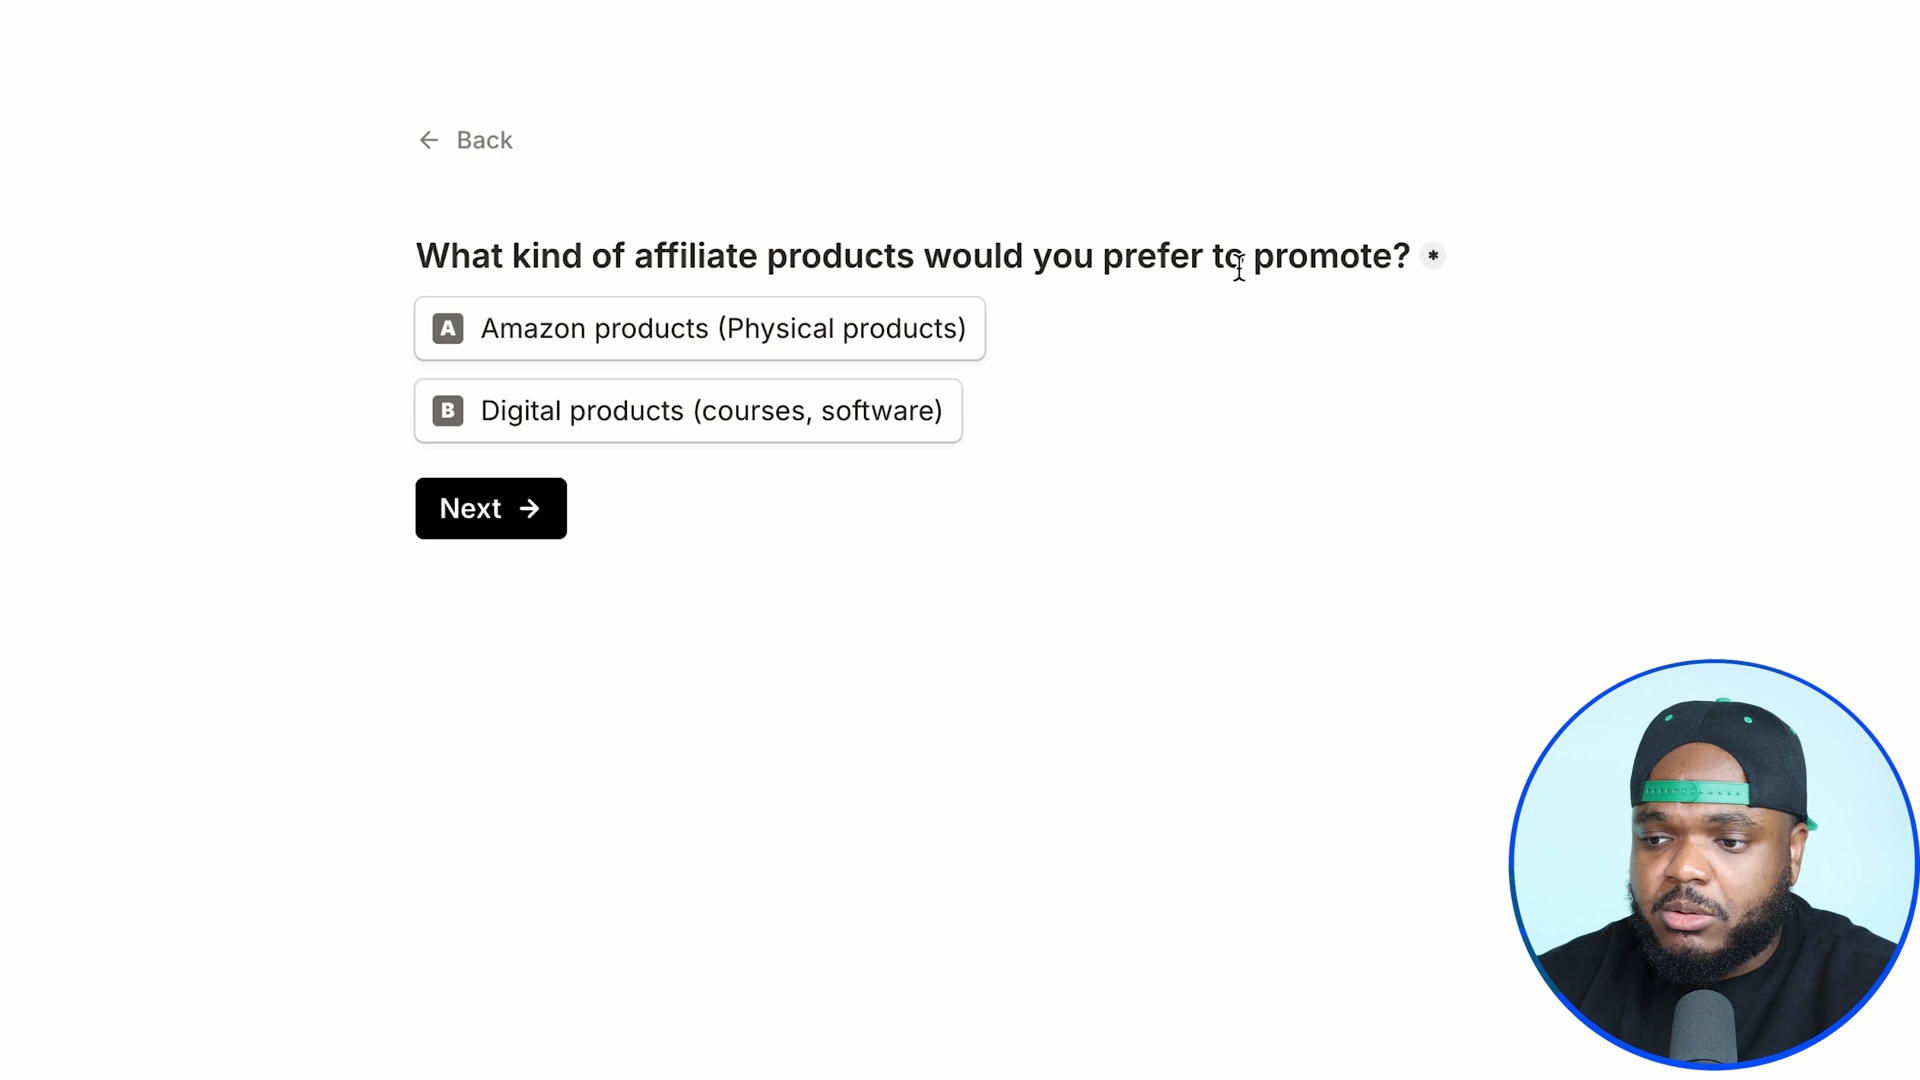 ← Back
What kind of affiliate products would you prefer to promote? *
A Amazon products (Physical products)
B Digital products (courses, software)
Next →